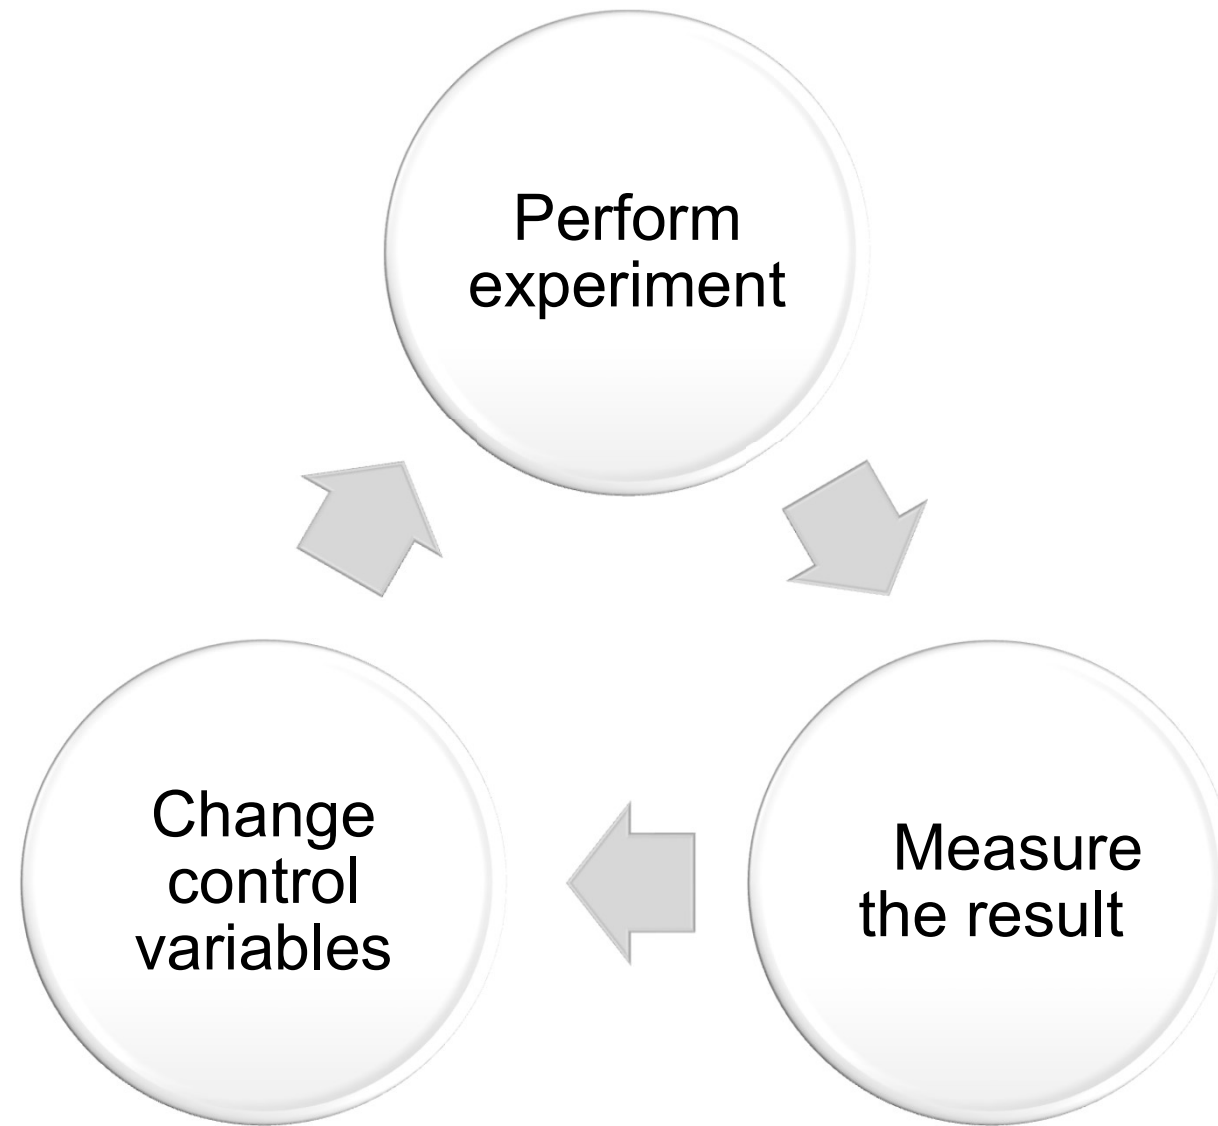 Perform
experiment
Measure
the result
Change
control
variables